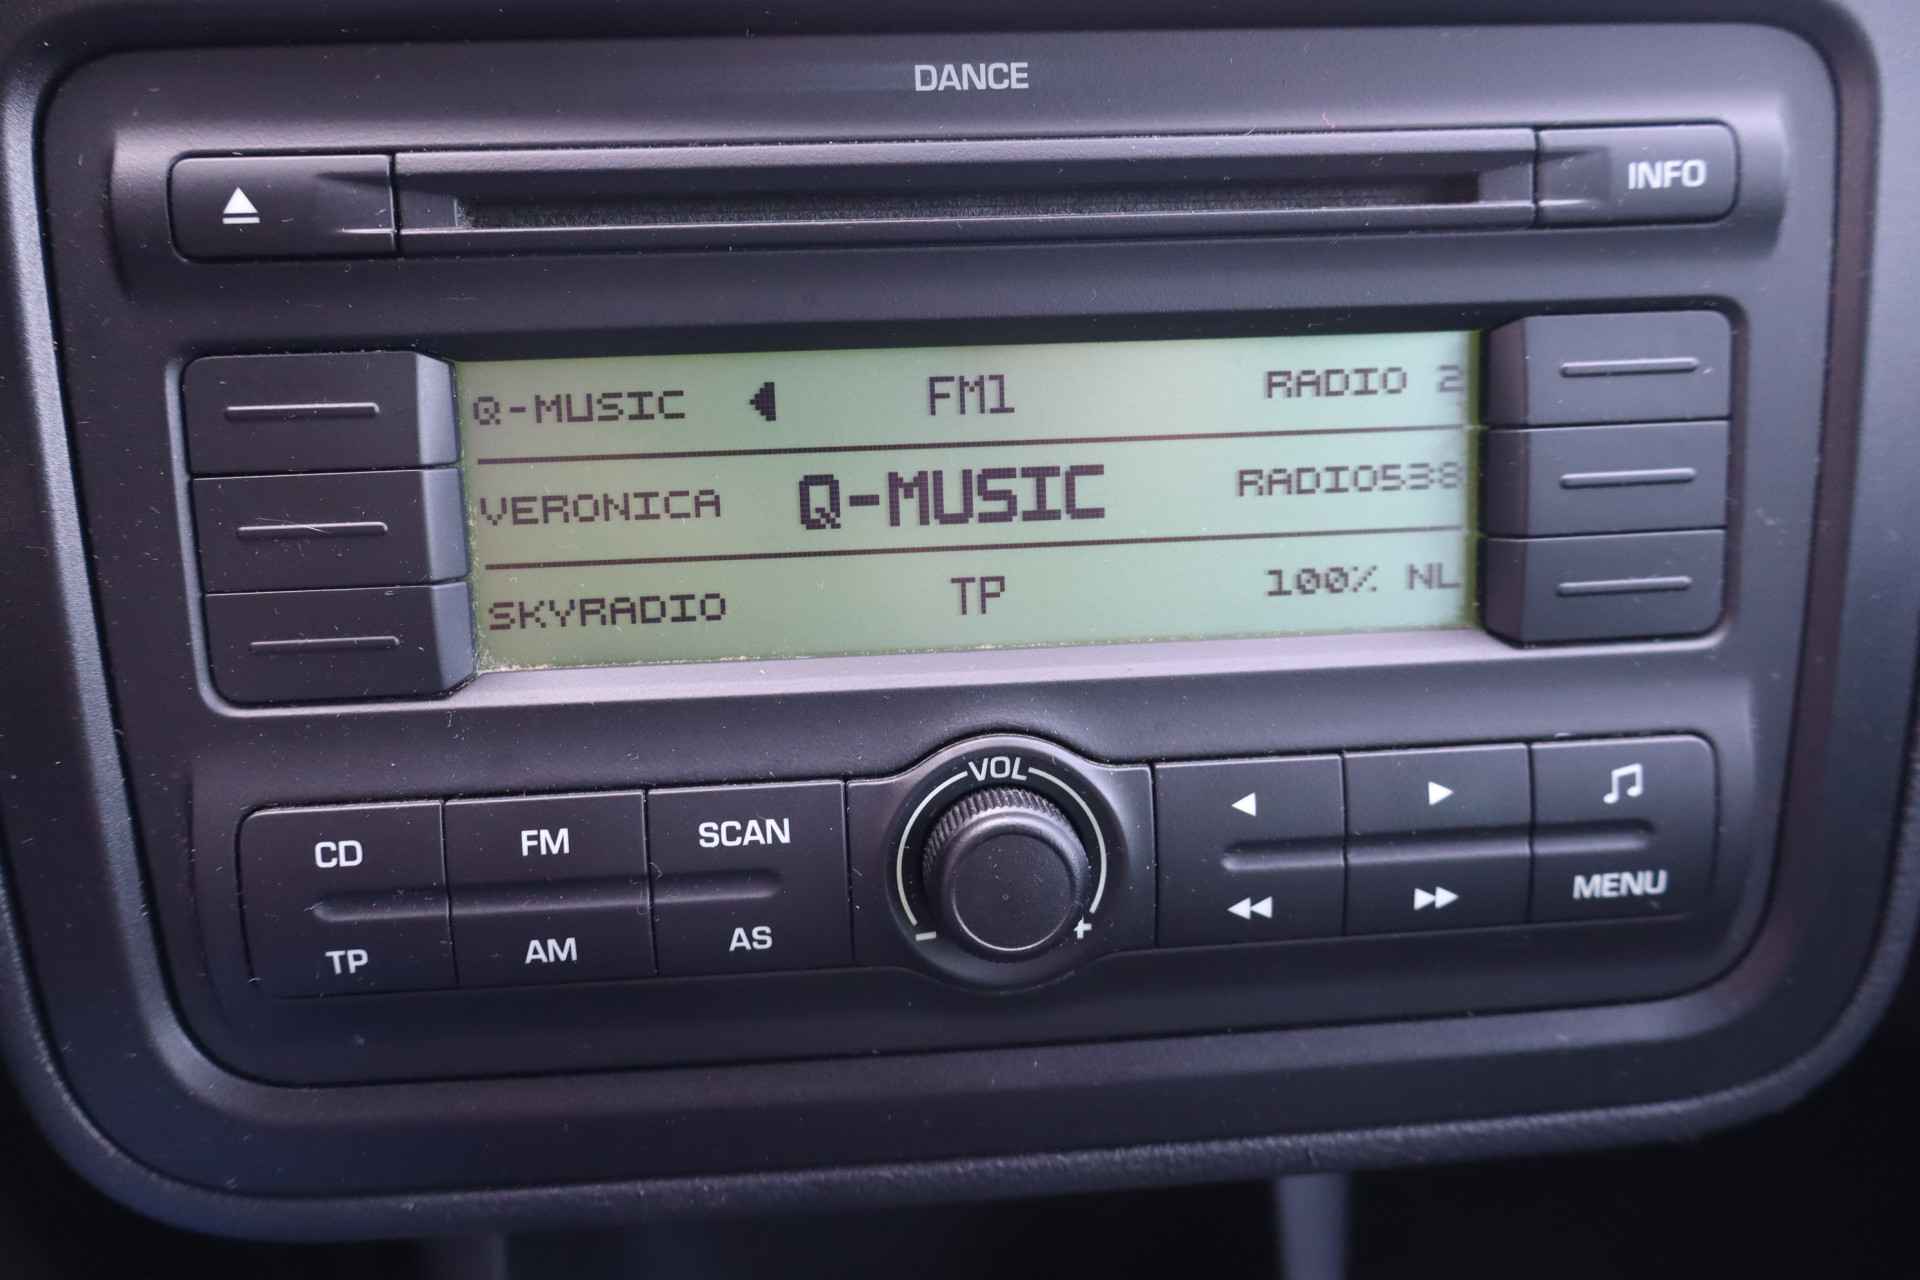 DANCE
INFO
Q-MUSIC FM1 RADIO 2
VERONICA Q-MUSIC RADIO538
SKYRADIO TP 100% NL
VOL
CD FM SCAN
TP AM AS - + MENU